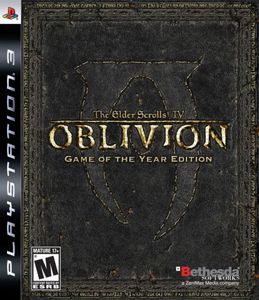 PLAYSTATION 3
The Elder Scrolls IV
OBLIVION
GAME OF THE YEAR EDITION
MATURE 17+
M
ESRB
Bethesda
SOFTWORKS
a ZeniMax Media company